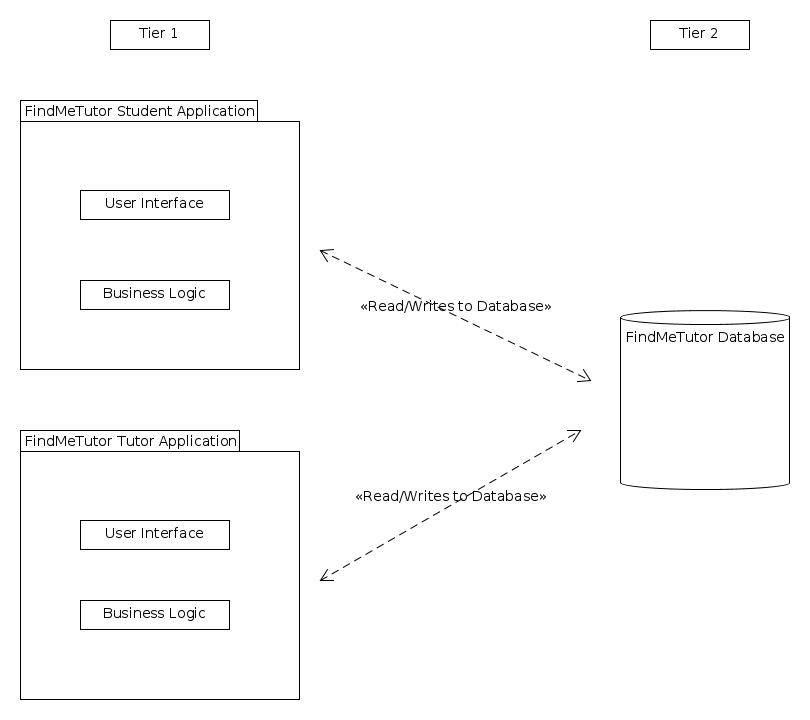 Tier 1
Tier 2
FindMeTutor Student Application
User Interface
Business Logic
«Read/Writes to Database»
FindMeTutor Database
FindMeTutor Tutor Application
«Read/Writes to Database»
User Interface
Business Logic